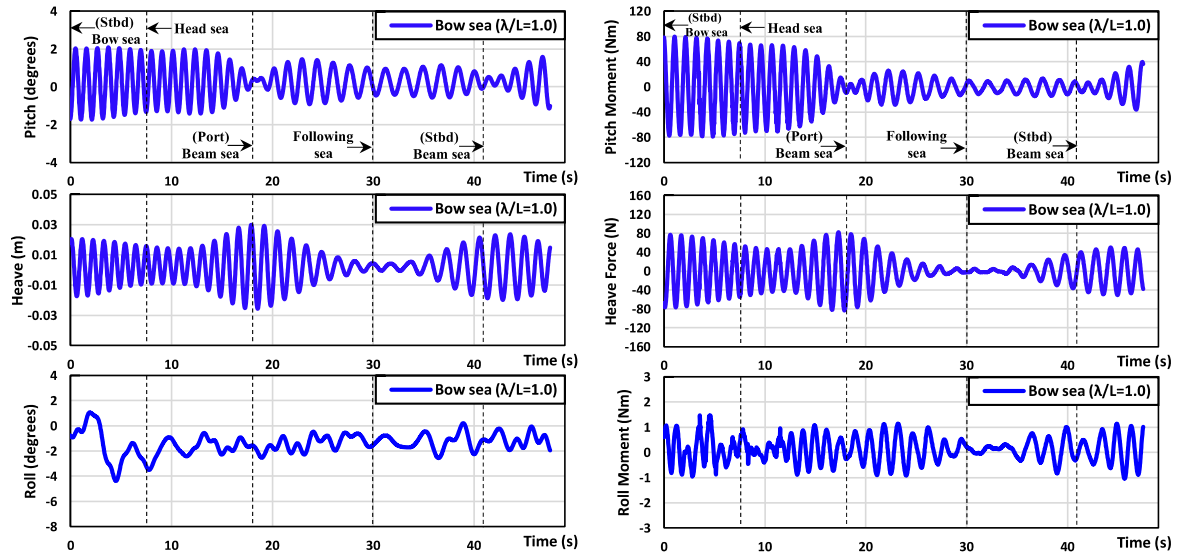 (Stbd)
Bow sea
Head sea
Bow sea (λ/L=1.0)
4
2
0
-2
-4
Pitch (degrees)
(Port)
Beam sea
Following
sea
(Stbd)
Beam sea
0
10
20
30
40
Time (s)
Bow sea (λ/L=1.0)
0.05
0.03
0.01
-0.01
-0.03
-0.05
Heave (m)
0
10
20
30
40
Time (s)
Bow sea (λ/L=1.0)
4
0
-2
-4
-6
-8
Roll (degrees)
0
10
20
30
40
Time (s)
(Stbd)
Bow sea
Head sea
Bow sea (λ/L=1.0)
120
80
40
0
-40
-80
-120
Pitch Moment (Nm)
(Port)
Beam sea
Following
sea
(Stbd)
Beam sea
0
10
20
30
40
Time (s)
Bow sea (λ/L=1.0)
160
120
80
40
0
-40
-80
-120
-160
Heave Force (N)
0
10
20
30
40
Time (s)
Bow sea (λ/L=1.0)
3
2
1
0
-1
-2
-3
Roll Moment (Nm)
0
10
20
30
40
Time (s)